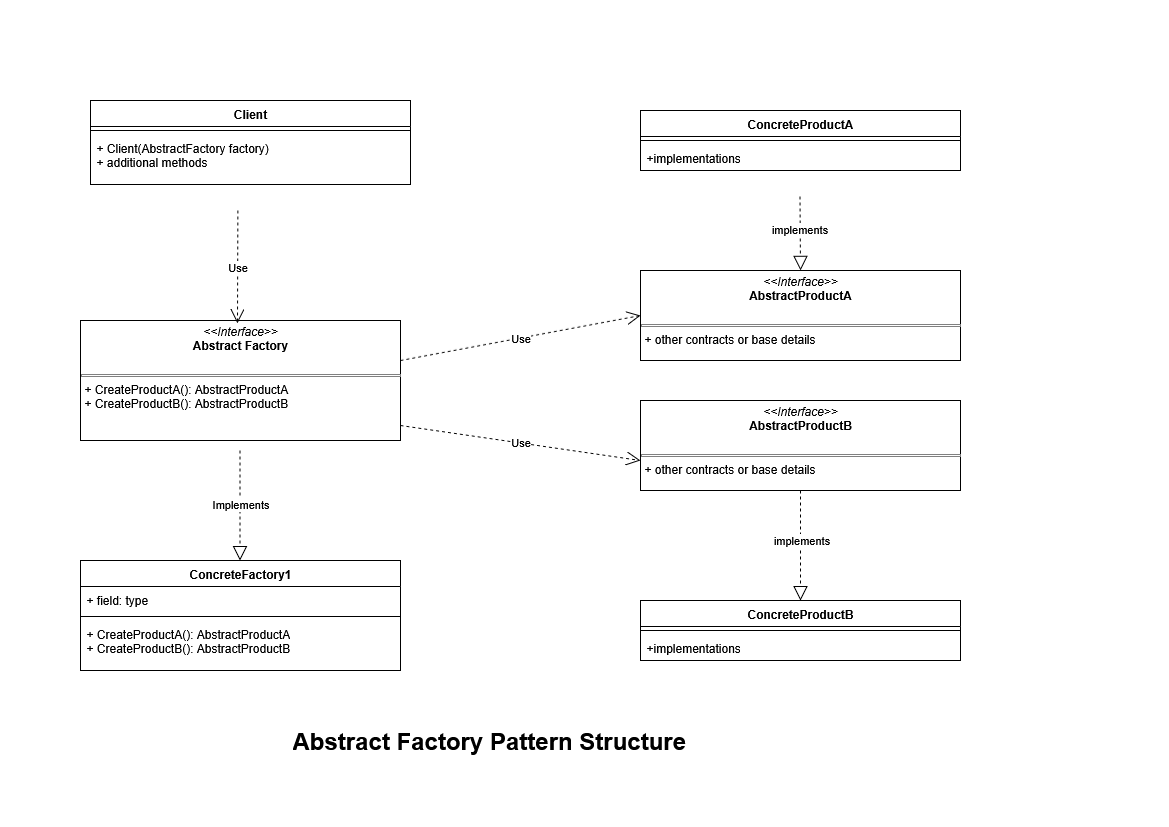 Client
+ Client(AbstractFactory factory)
+ additional methods
Use
<<Interface>>
Abstract Factory
+ CreateProductA(): AbstractProductA
+ CreateProductB(): AbstractProductB
Implements
ConcreteFactory1
+ field: type
+ CreateProductA(): AbstractProductA
+ CreateProductB(): AbstractProductB
Use
Use
ConcreteProductA
+implementations
implements
<<Interface>>
AbstractProductA
+ other contracts or base details
<<Interface>>
AbstractProductB
+ other contracts or base details
implements
ConcreteProductB
+implementations
Abstract Factory Pattern Structure